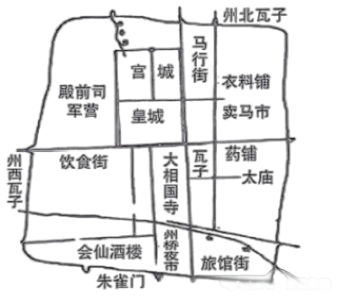 州北瓦子
马行街
宫城
殿前司
军营
衣料铺
皇城
卖马市
州西瓦子
饮食街
大相国寺
瓦子
药铺
太庙
州桥夜市
会仙酒楼
旅馆街
朱雀门